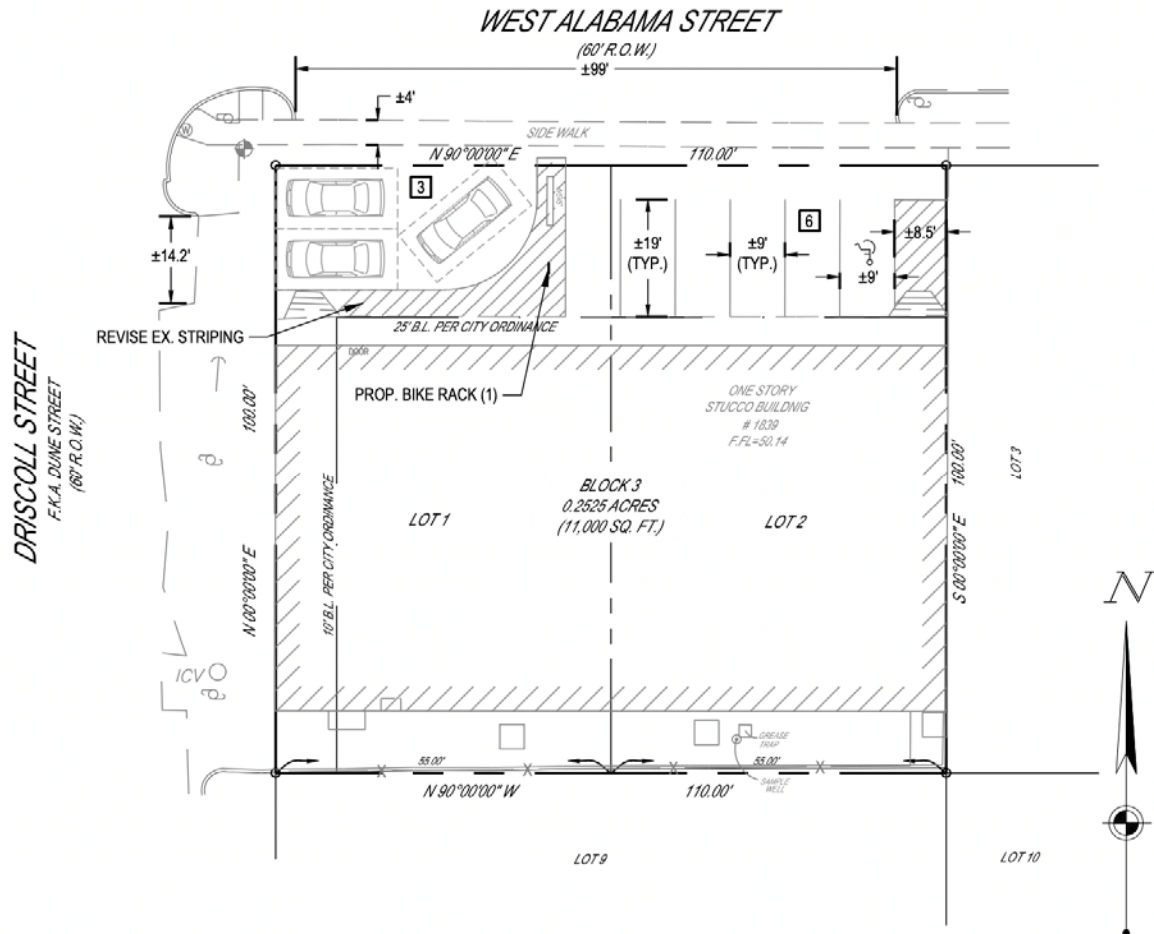 WEST ALABAMA STREET
(60' R.O.W.)
±99'
±4'
SIDE WALK
N 90°00'00" E
110.00'
3
SIGN
6
±14.2'
±19'
(TYP.)
±9'
(TYP.)
±8.5'
±9'
REVISE EX. STRIPING
25' B.L. PER CITY ORDINANCE
DOOR
PROP. BIKE RACK (1)
DRISCOLL STREET
F.K.A. DUNE STREET
(60' R.O.W.)
100.00'
N 00°00'00" E
10' B.L. PER CITY ORDINANCE
ONE STORY
STUCCO BUILDNIG
# 1839
F.FL=50.14
BLOCK 3
0.2525 ACRES
(11,000 SQ. FT.)
LOT 1
LOT 2
100.00'
S 00°00'00" E
LOT 3
N
W
ICV
GREASE
TRAP
SAMPLE
WELL
55.00'
55.00'
X
X
X
X
N 90°00'00" W
110.00'
LOT 9
LOT 10